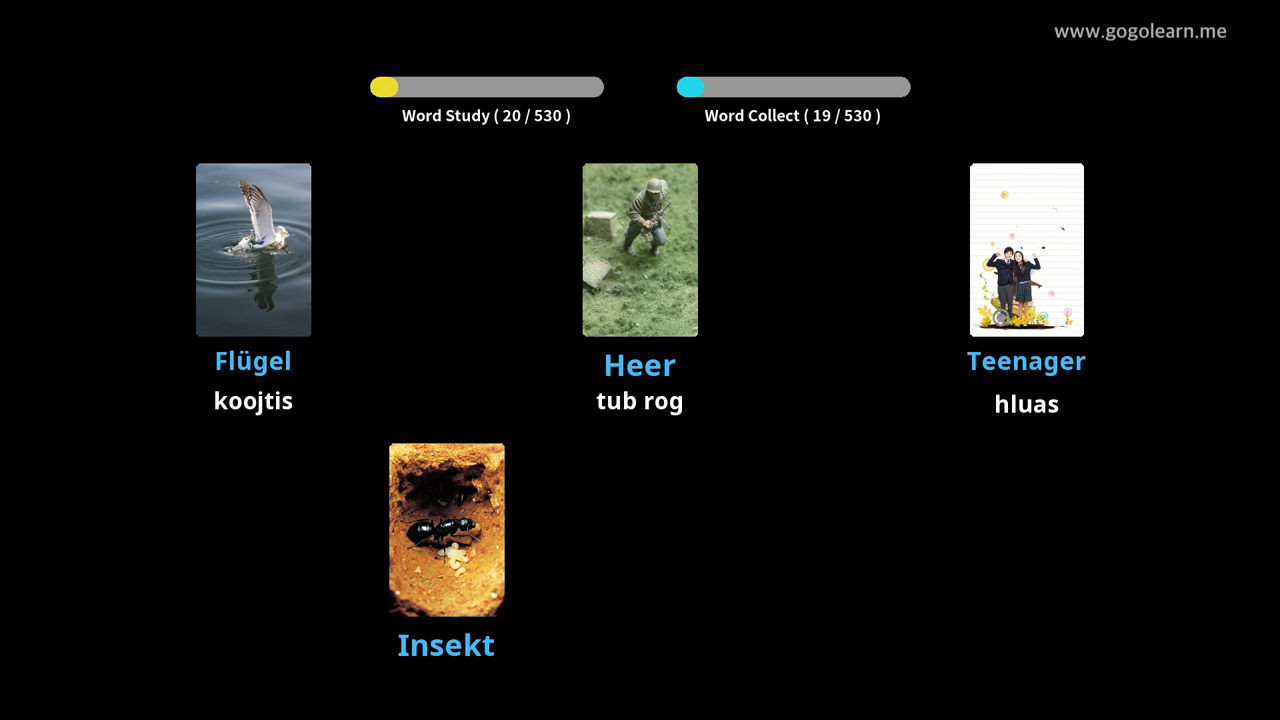 www.gogolearn.me
Word Study ( 20 / 530 )
Word Collect ( 19 / 530 )
Flügel
Heer
Teenager
koojtis
tub rog
hluas
Insekt